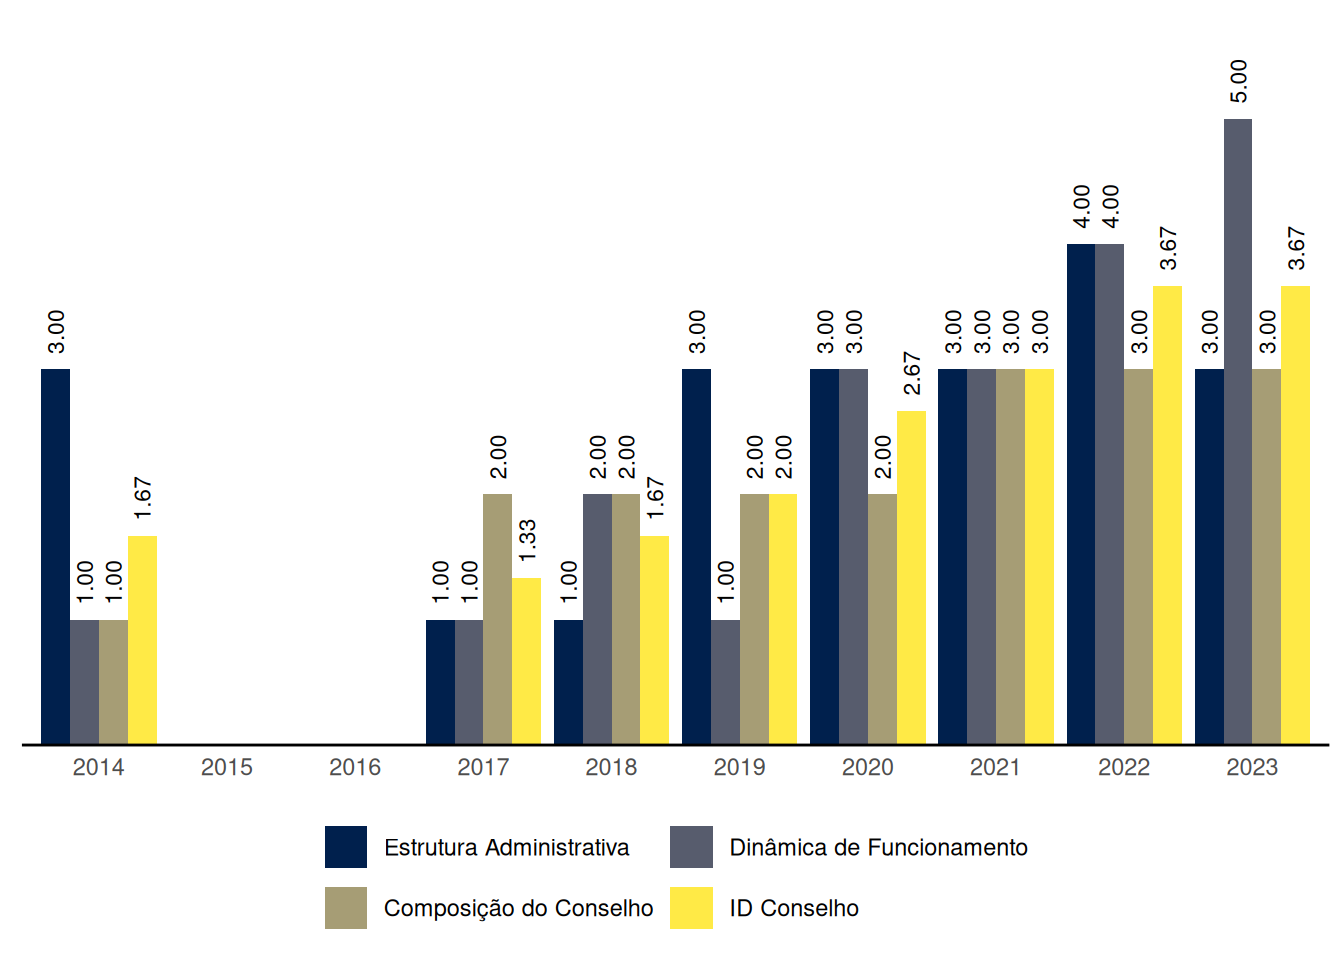 5.00
4.00 4.00
3.67 3.67
3.00 3.00 3.00 3.00 3.00 3.00 3.00 3.00 3.00 3.00 3.00
2.67
2.00 2.00 2.00 2.00 2.00 2.00
1.67 1.67
1.33
1.00 1.00 1.00 1.00 1.00 1.00
2014 2015 2016 2017 2018 2019 2020 2021 2022 2023
Estrutura Administrativa Dinâmica de Funcionamento
Composição do Conselho ID Conselho